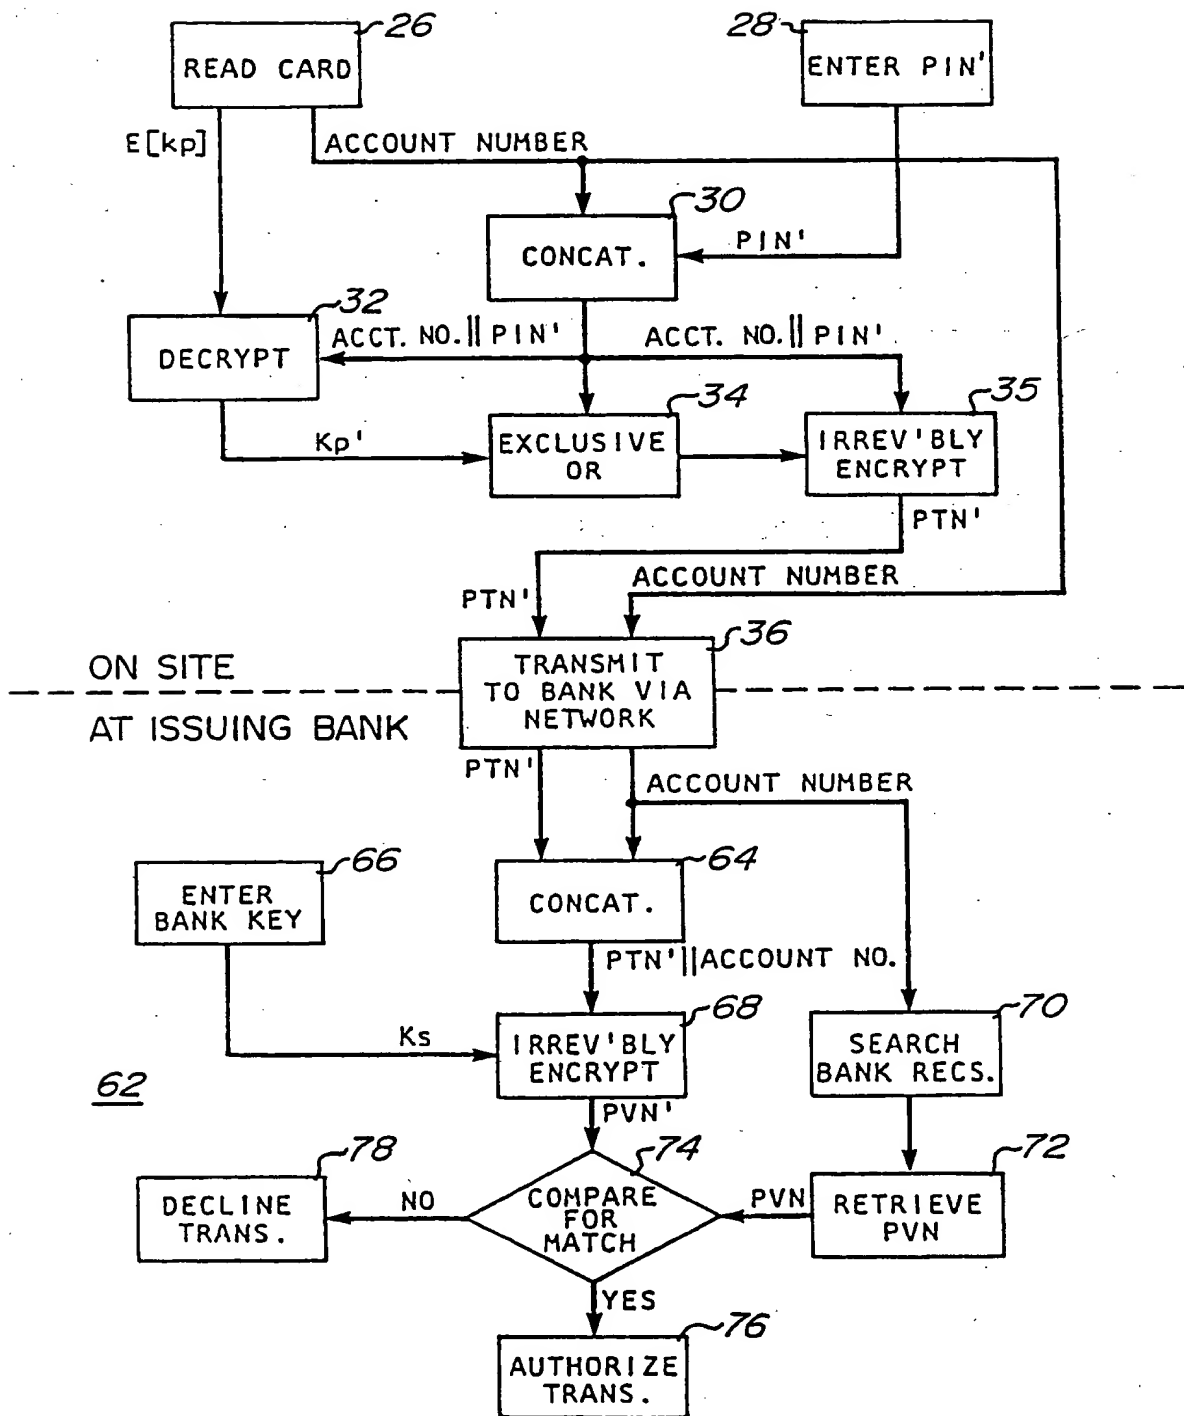 26
READ CARD
28
ENTER PIN'
E[kp]
ACCOUNT NUMBER
30
CONCAT.
PIN'
32
DECRYPT
ACCT. NO.||PIN'
ACCT. NO.||PIN'
34
EXCLUSIVE
OR
35
IRREV'BLY
ENCRYPT
Kp'
PTN'
ACCOUNT NUMBER
PTN'
36
TRANSMIT
TO BANK VIA
NETWORK
ON SITE
AT ISSUING BANK
PTN'
ACCOUNT NUMBER
66
ENTER
BANK KEY
64
CONCAT.
PTN'||ACCOUNT NO.
Ks
68
IRREV'BLY
ENCRYPT
70
SEARCH
BANK RECS.
62
PVN'
78
DECLINE
TRANS.
NO
74
COMPARE
FOR
MATCH
PVN
72
RETRIEVE
PVN
YES
76
AUTHORIZE
TRANS.